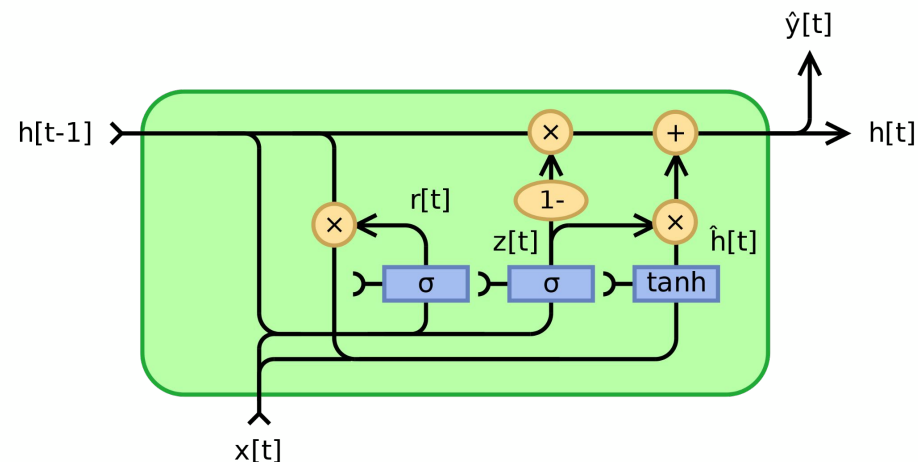 ŷ[t]
h[t-1]
×
+
h[t]
r[t]
1-
×
z[t]
×
ĥ[t]
σ
σ
tanh
x[t]